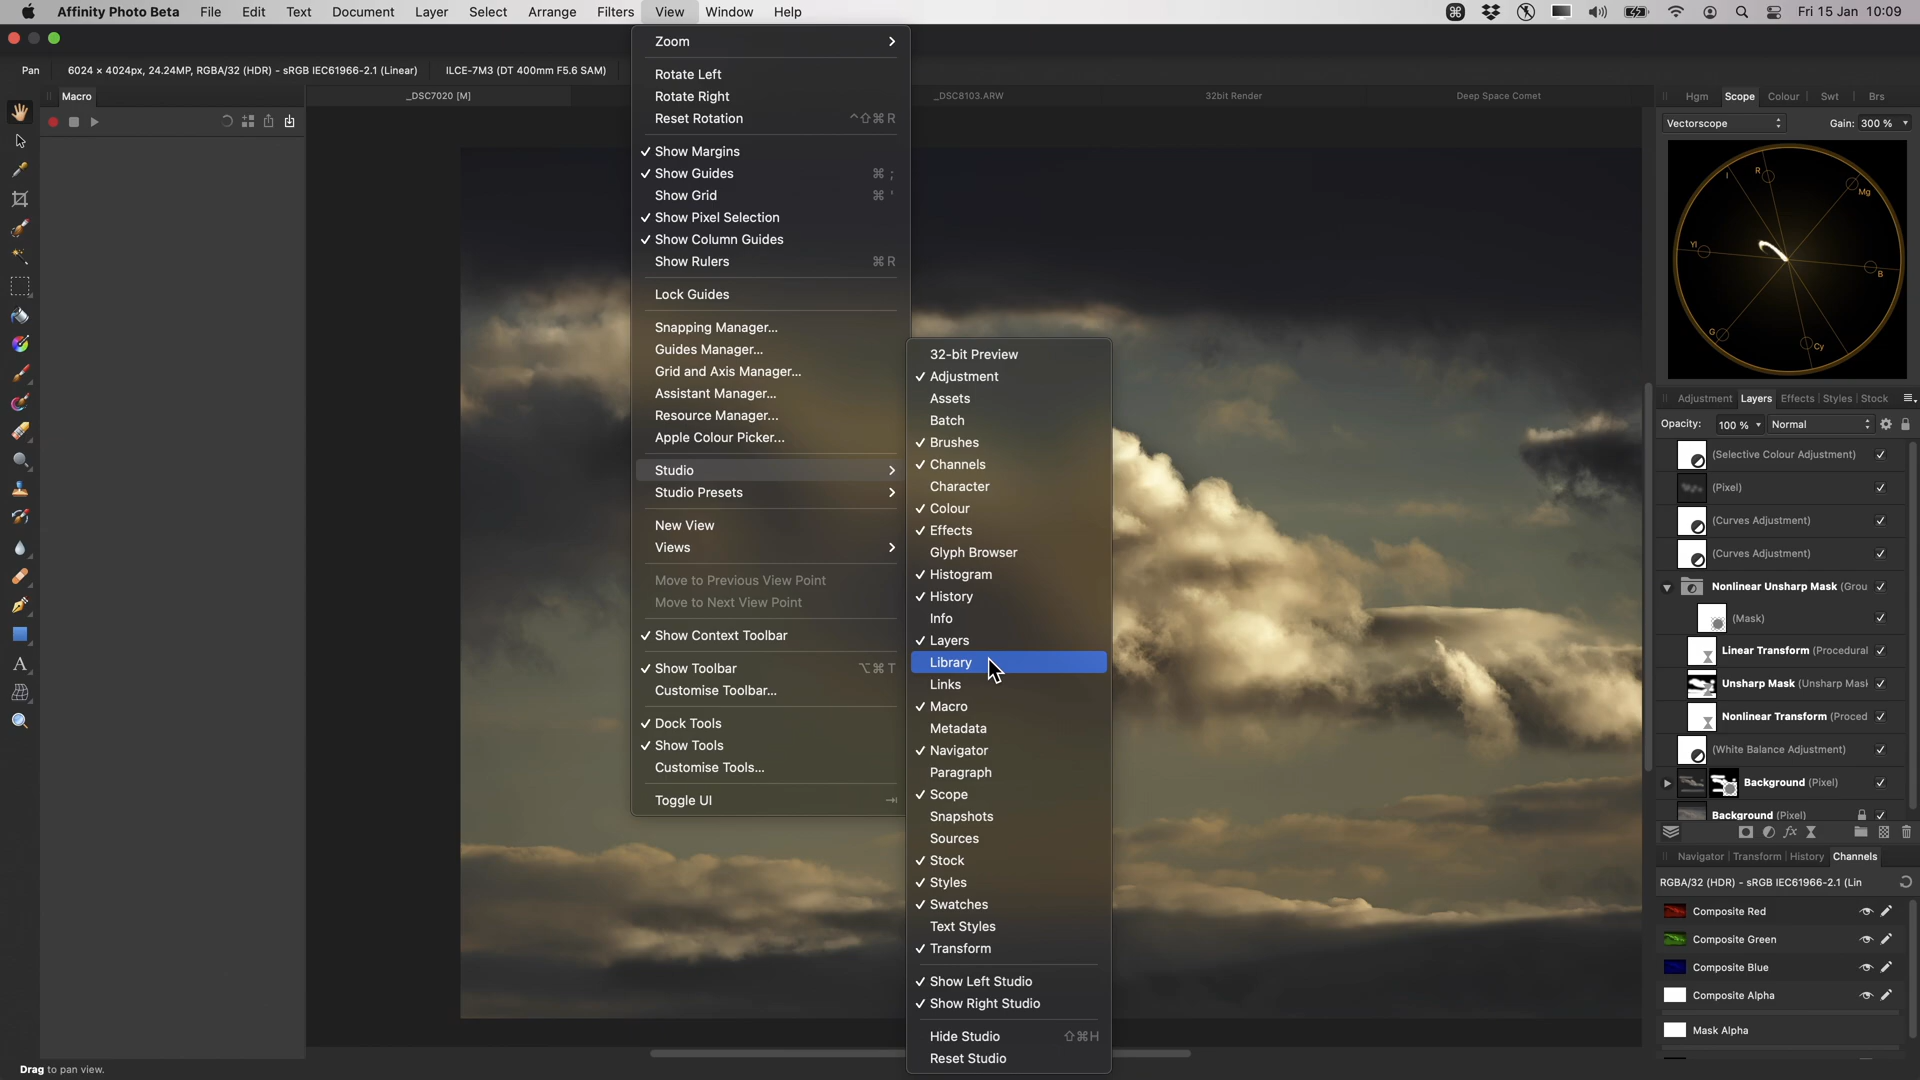 Affinity Photo Beta File Edit Text Document Layer Select Arrange Filters View Window Help Fri 15 Jan 10:09
Pan 6024 × 4024px, 24.24MP, RGBA/32 (HDR) - sRGB IEC61966-2.1 (Linear) ILCE-7M3 (DT 400mm F5.6 SAM)
Macro
_DSC7020 [M] _DSC8103.ARW 32bit Render Deep Space Comet
Zoom
Rotate Left
Rotate Right
Reset Rotation ^⇧⌘R
Show Margins
Show Guides ⌘;
Show Grid ⌘'
Show Pixel Selection
Show Column Guides
Show Rulers ⌘R
Lock Guides
Snapping Manager...
Guides Manager...
Grid and Axis Manager...
Assistant Manager...
Resource Manager...
Apple Colour Picker...
Studio
Studio Presets
New View
Views
Move to Previous View Point
Move to Next View Point
Show Context Toolbar
Show Toolbar ⌥⌘T
Customise Toolbar...
Dock Tools
Show Tools
Customise Tools...
Toggle UI
32-bit Preview
Adjustment
Assets
Batch
Brushes
Channels
Character
Colour
Effects
Glyph Browser
Histogram
History
Info
Layers
Library
Links
Macro
Metadata
Navigator
Paragraph
Scope
Snapshots
Sources
Stock
Styles
Swatches
Text Styles
Transform
Show Left Studio
Show Right Studio
Hide Studio ⇧⌘H
Reset Studio
Hgm Scope Colour Swt Brs
Vectorscope Gain: 300 %
I R Mg
Yl B
G Cy
Adjustment Layers Effects Styles Stock
Opacity: 100 % Normal
(Selective Colour Adjustment)
(Pixel)
(Curves Adjustment)
(Curves Adjustment)
Nonlinear Unsharp Mask (Grou
(Mask)
Linear Transform (Procedural
Unsharp Mask (Unsharp Mask
Nonlinear Transform (Proced
(White Balance Adjustment)
Background (Pixel)
Background (Pixel)
fx
Navigator Transform History Channels
RGBA/32 (HDR) - sRGB IEC61966-2.1 (Lin
Composite Red
Composite Green
Composite Blue
Composite Alpha
Mask Alpha
Drag to pan view.